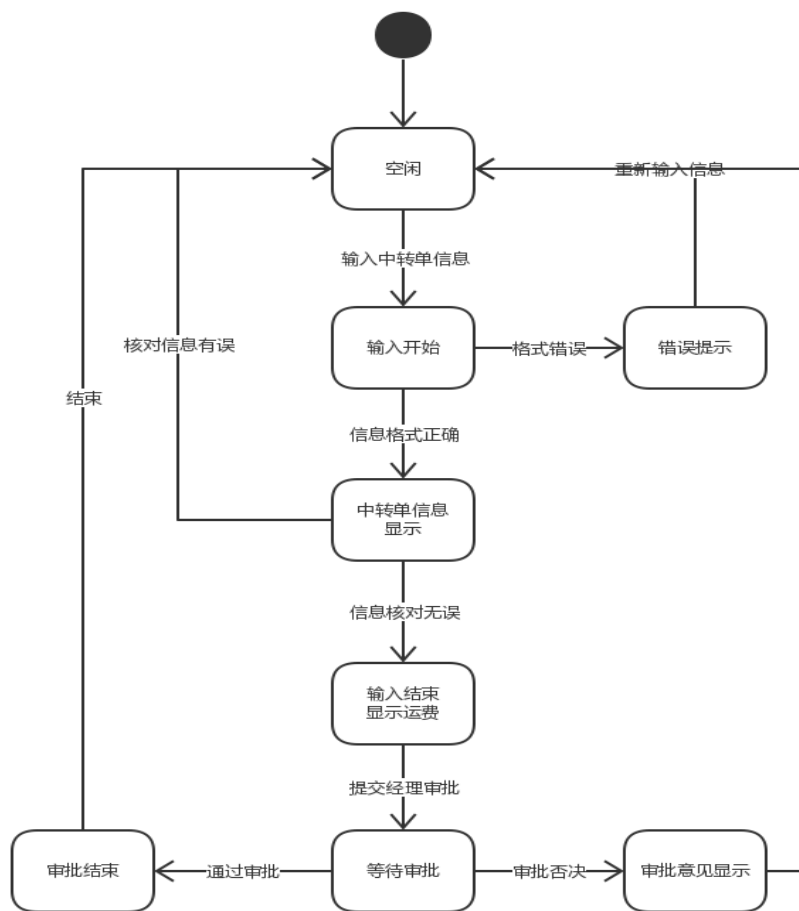 空闲
重新输入信息
输入中转单信息
核对信息有误
输入开始
格式错误
错误提示
结束
信息格式正确
中转单信息
显示
信息核对无误
输入结束
显示运费
提交经理审批
审批结束
通过审批
等待审批
审批否决
审批意见显示